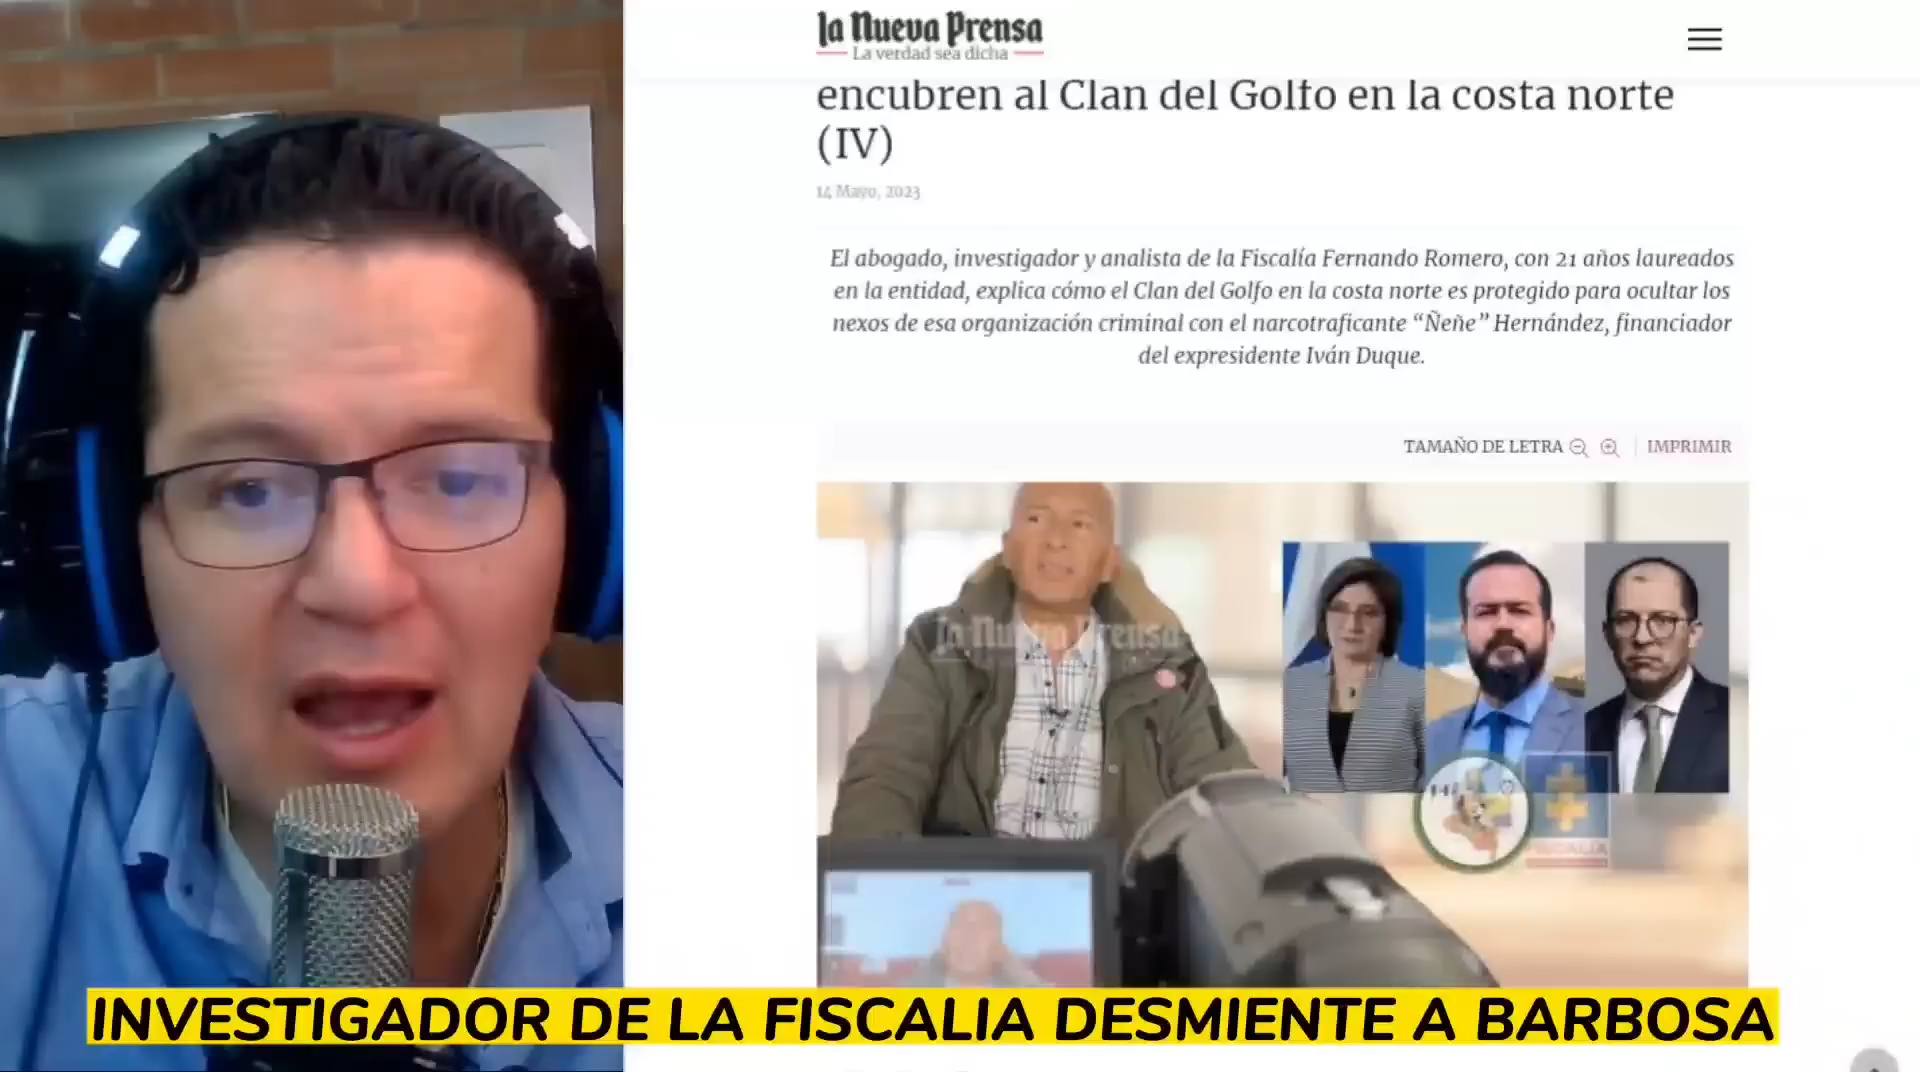 la Nueva Prensa
La verdad sea dicha
encubren al Clan del Golfo en la costa norte
(IV)
14 Mayo, 2023
El abogado, investigador y analista de la Fiscalía Fernando Romero, con 21 años laureados
en la entidad, explica cómo el Clan del Golfo en la costa norte es protegido para ocultar los
nexos de esa organización criminal con el narcotraficante “Ñeñe” Hernández, financiador
del expresidente Iván Duque.
TAMAÑO DE LETRA
IMPRIMIR
la Nueva Prensa
FISCALÍA
INVESTIGADOR DE LA FISCALIA DESMIENTE A BARBOSA